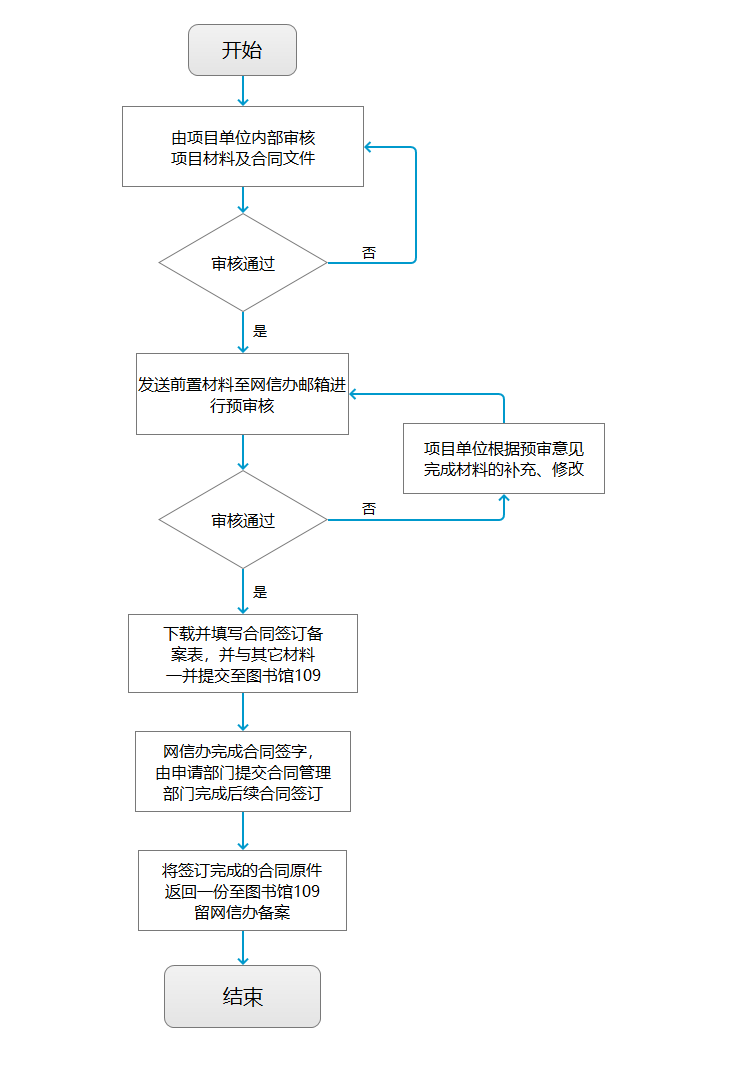 开始
由项目单位内部审核
项目材料及合同文件
审核通过
否
是
发送前置材料至网信办邮箱进
行预审核
项目单位根据预审意见
完成材料的补充、修改
审核通过
否
是
下载并填写合同签订备
案表，并与其它材料
一并提交至图书馆109
网信办完成合同签字，
由申请部门提交合同管理
部门完成后续合同签订
将签订完成的合同原件
返回一份至图书馆109
留网信办备案
结束